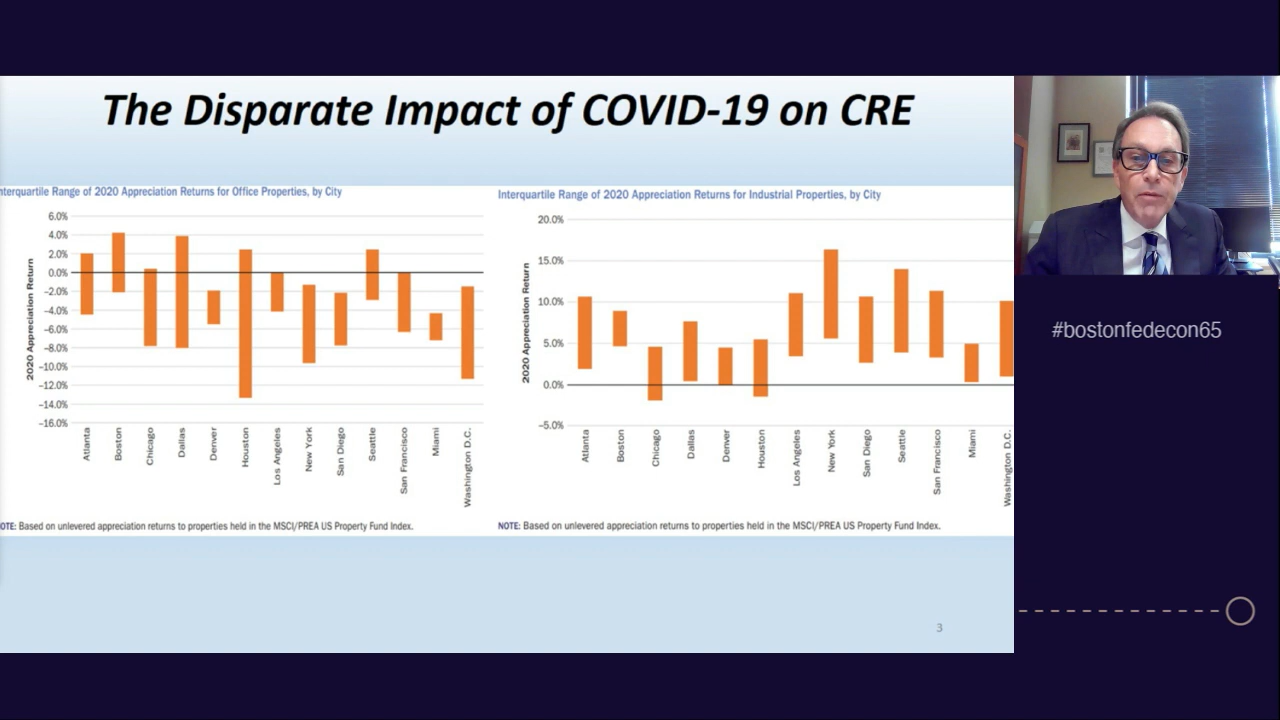 The Disparate Impact of COVID-19 on CRE
nterquartile Range of 2020 Appreciation Returns for Office Properties, by City
2020 Appreciation Return
6.0%
4.0%
2.0%
0.0%
−2.0%
−4.0%
−6.0%
−8.0%
−10.0%
−12.0%
−14.0%
−16.0%
Atlanta
Boston
Chicago
Dallas
Denver
Houston
Los Angeles
New York
San Diego
Seattle
San Francisco
Miami
Washington D.C.
OTE: Based on unlevered appreciation returns to properties held in the MSCI/PREA US Property Fund Index.
Interquartile Range of 2020 Appreciation Returns for Industrial Properties, by City
2020 Appreciation Return
20.0%
15.0%
10.0%
5.0%
0.0%
−5.0%
Atlanta
Boston
Chicago
Dallas
Denver
Houston
Los Angeles
New York
San Diego
Seattle
San Francisco
Miami
Washington D.C.
NOTE: Based on unlevered appreciation returns to properties held in the MSCI/PREA US Property Fund Index.
3
#bostonfedecon65